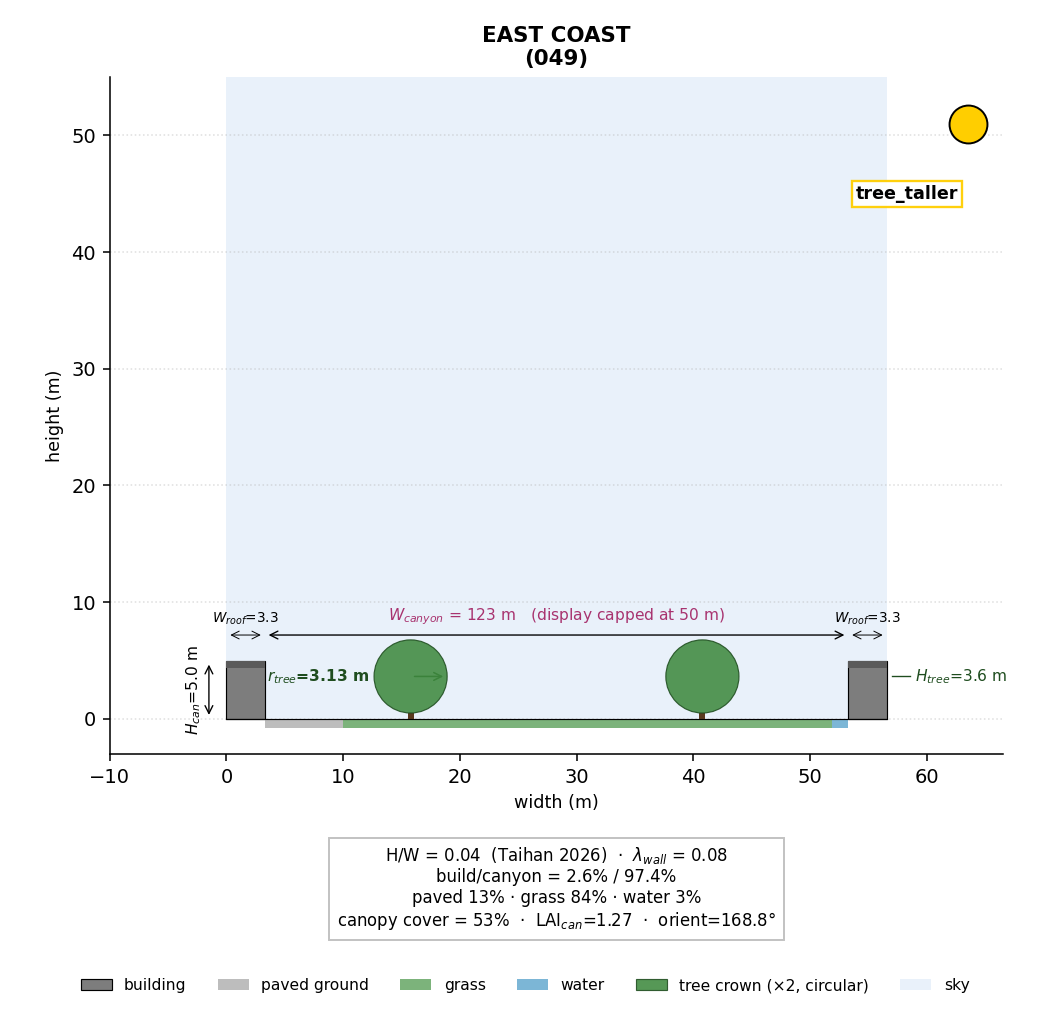 EAST COAST
(049)
tree_taller
height (m)
50
40
30
20
10
0
W_roof=3.3
W_canyon = 123 m (display capped at 50 m)
W_roof=3.3
H_can=5.0 m
r_tree=3.13 m
H_tree=3.6 m
−10 0 10 20 30 40 50 60
width (m)
H/W = 0.04 (Taihan 2026) · λ_wall = 0.08
build/canyon = 2.6% / 97.4%
paved 13% · grass 84% · water 3%
canopy cover = 53% · LAI_can=1.27 · orient=168.8°
building paved ground grass water tree crown (×2, circular) sky